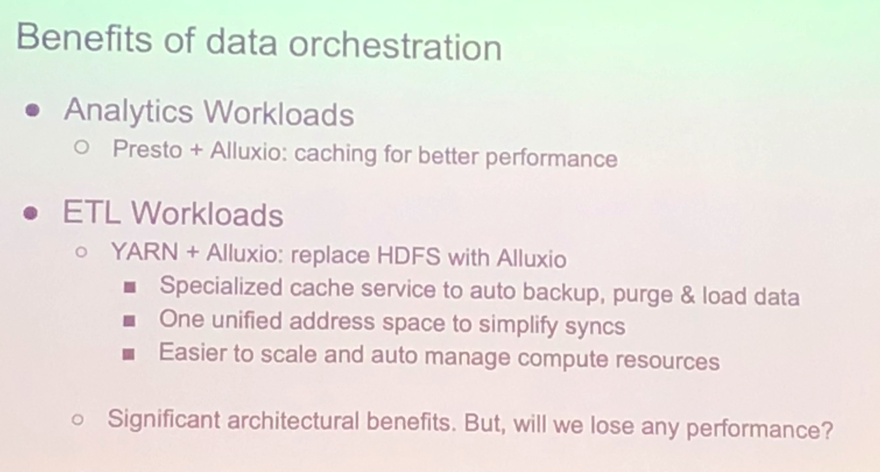 Benefits of data orchestration
● Analytics Workloads
○ Presto + Alluxio: caching for better performance
● ETL Workloads
○ YARN + Alluxio: replace HDFS with Alluxio
■ Specialized cache service to auto backup, purge & load data
■ One unified address space to simplify syncs
■ Easier to scale and auto manage compute resources
○ Significant architectural benefits. But, will we lose any performance?